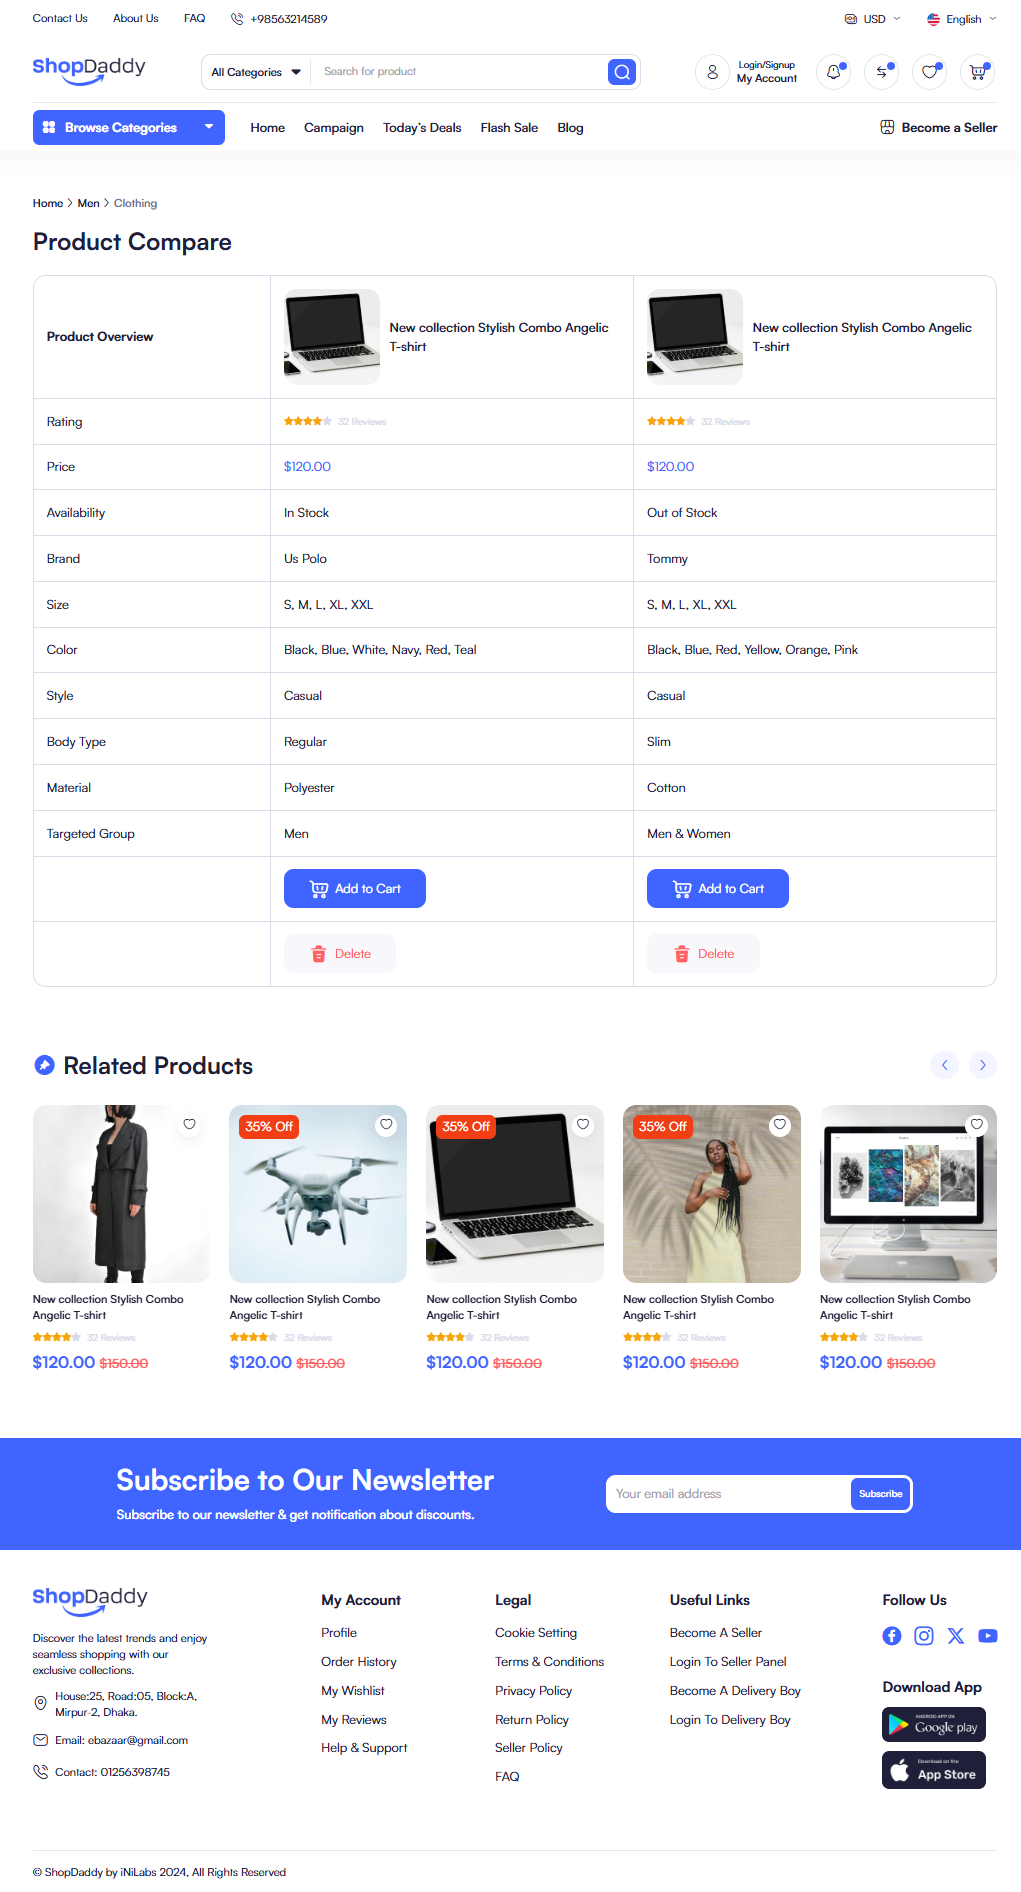 Contact Us About Us FAQ +98563214589 USD English
ShopDaddy All Categories Search for product Login/Signup
My Account
Browse Categories Home Campaign Today's Deals Flash Sale Blog Become a Seller
Home > Men > Clothing
Product Compare
Product Overview New collection Stylish Combo Angelic T-shirt New collection Stylish Combo Angelic T-shirt
Rating 32 Reviews 32 Reviews
Price $120.00 $120.00
Availability In Stock Out of Stock
Brand Us Polo Tommy
Size S, M, L, XL, XXL S, M, L, XL, XXL
Color Black, Blue, White, Navy, Red, Teal Black, Blue, Red, Yellow, Orange, Pink
Style Casual Casual
Body Type Regular Slim
Material Polyester Cotton
Targeted Group Men Men & Women
Add to Cart Add to Cart
Delete Delete
Related Products
35% Off 35% Off 35% Off
New collection Stylish Combo New collection Stylish Combo New collection Stylish Combo New collection Stylish Combo New collection Stylish Combo
Angelic T-shirt Angelic T-shirt Angelic T-shirt Angelic T-shirt Angelic T-shirt
32 Reviews 32 Reviews 32 Reviews 32 Reviews 32 Reviews
$120.00 $150.00 $120.00 $150.00 $120.00 $150.00 $120.00 $150.00 $120.00 $150.00
Subscribe to Our Newsletter
Subscribe to our newsletter & get notification about discounts.
Your email address Subscribe
ShopDaddy
Discover the latest trends and enjoy
seamless shopping with our
exclusive collections.
House:25, Road:05, Block:A,
Mirpur-2, Dhaka.
Email: ebazaar@gmail.com
Contact: 01256398745
My Account
Profile
Order History
My Wishlist
My Reviews
Help & Support
Legal
Cookie Setting
Terms & Conditions
Privacy Policy
Return Policy
Seller Policy
FAQ
Useful Links
Become A Seller
Login To Seller Panel
Become A Delivery Boy
Login To Delivery Boy
Follow Us
Download App
ANDROID APP ON
Google play
Download on the
App Store
© ShopDaddy by iNiLabs 2024, All Rights Reserved